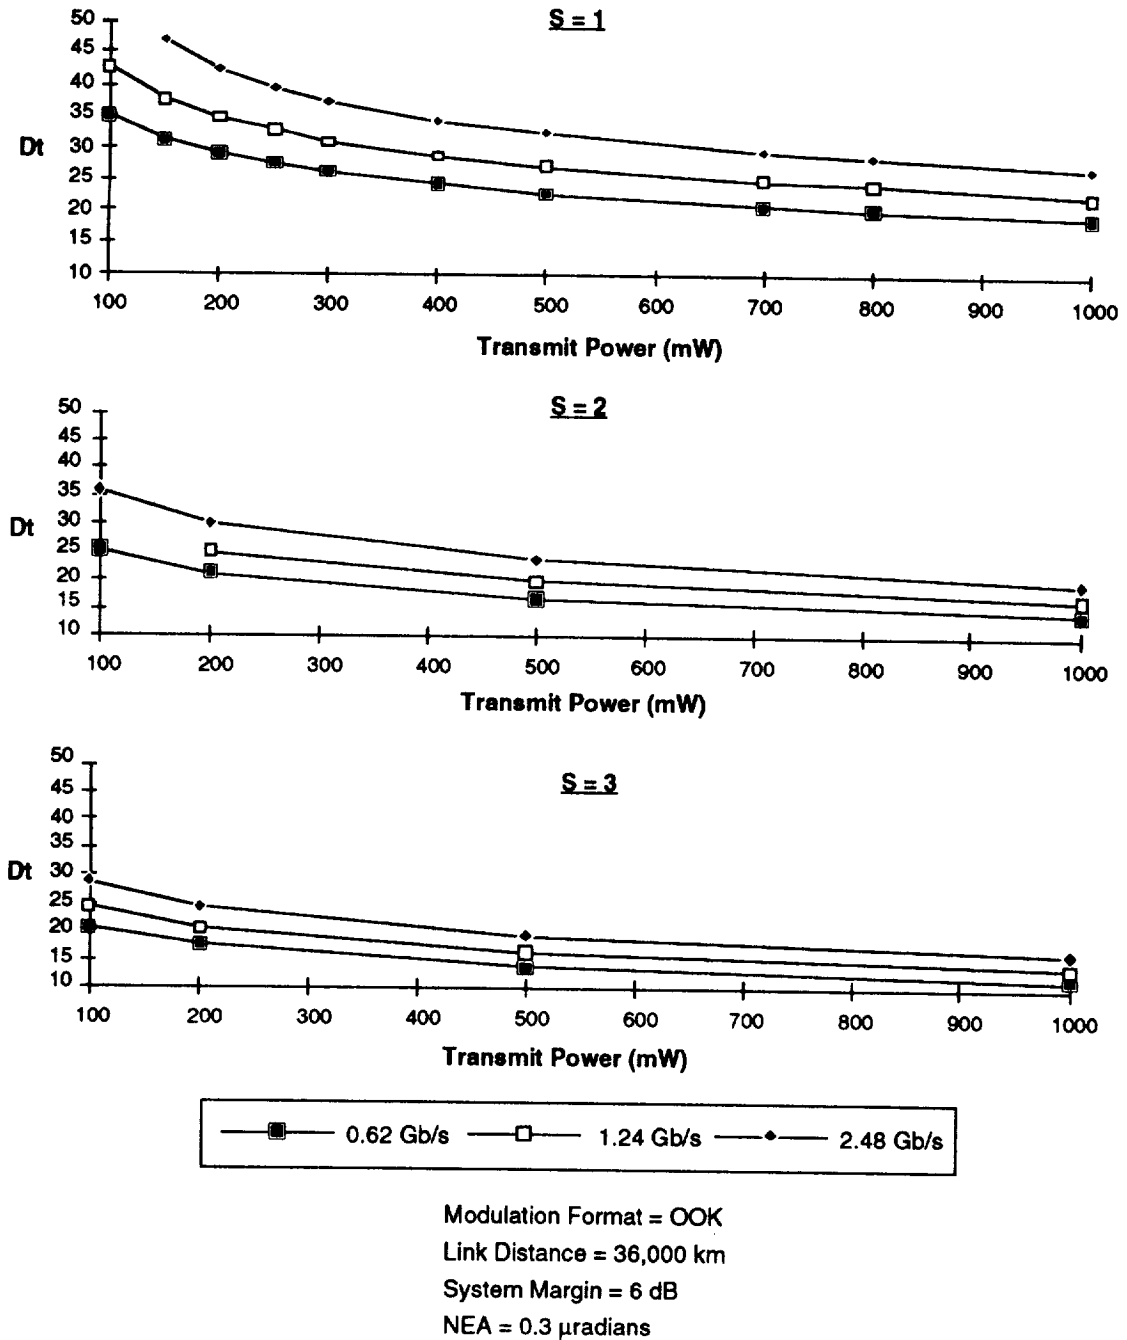 S = 1
50
45
40
35
30
25
20
15
10
Dt
100 200 300 400 500 600 700 800 900 1000
Transmit Power (mW)
S = 2
50
45
40
35
30
25
20
15
10
Dt
100 200 300 400 500 600 700 800 900 1000
Transmit Power (mW)
S = 3
50
45
40
35
30
25
20
15
10
Dt
100 200 300 400 500 600 700 800 900 1000
Transmit Power (mW)
0.62 Gb/s 1.24 Gb/s 2.48 Gb/s
Modulation Format = OOK
Link Distance = 36,000 km
System Margin = 6 dB
NEA = 0.3 µradians